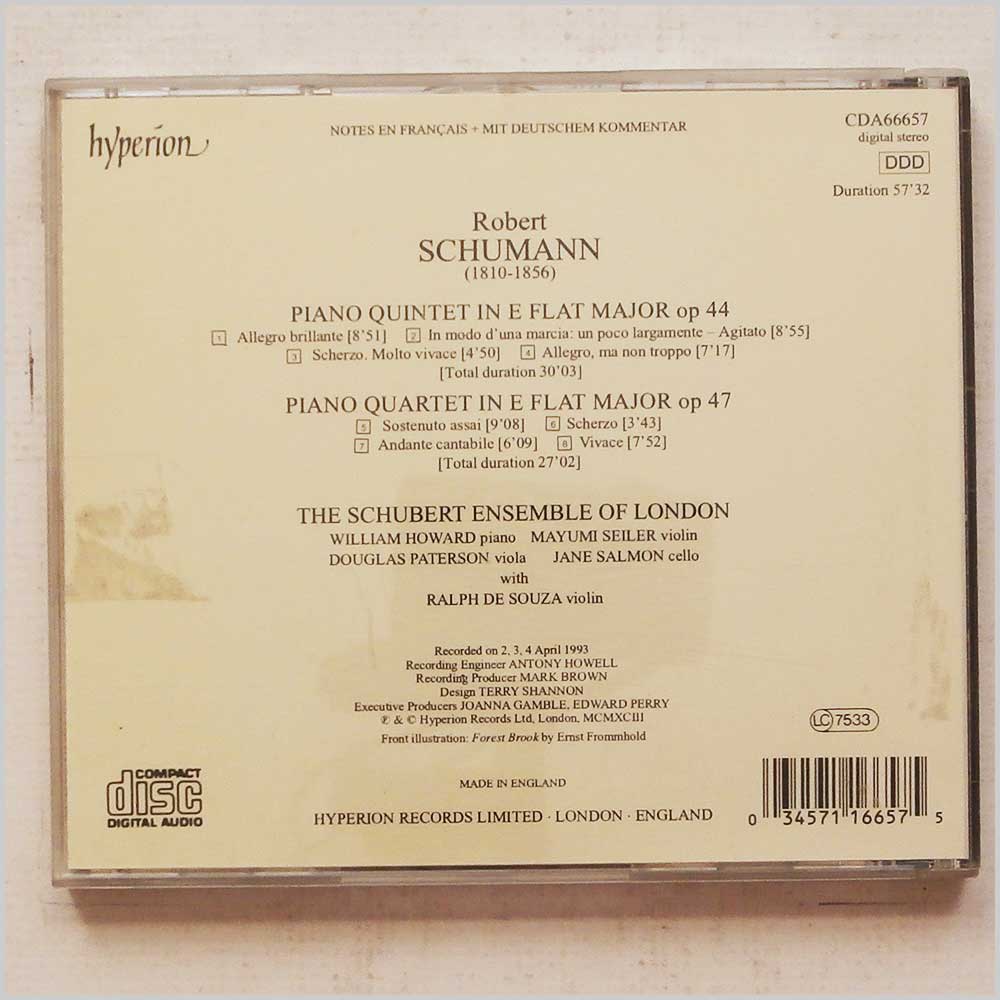 hyperion
NOTES EN FRANÇAIS + MIT DEUTSCHEM KOMMENTAR
CDA66657
digital stereo
DDD
Duration 57'32
Robert
SCHUMANN
(1810-1856)
PIANO QUINTET IN E FLAT MAJOR op 44
1 Allegro brillante [8'51] 2 In modo d'una marcia: un poco largamente – Agitato [8'55]
3 Scherzo. Molto vivace [4'50] 4 Allegro, ma non troppo [7'17]
[Total duration 30'03]
PIANO QUARTET IN E FLAT MAJOR op 47
5 Sostenuto assai [9'08] 6 Scherzo [3'43]
7 Andante cantabile [6'09] 8 Vivace [7'52]
[Total duration 27'02]
THE SCHUBERT ENSEMBLE OF LONDON
WILLIAM HOWARD piano MAYUMI SEILER violin
DOUGLAS PATERSON viola JANE SALMON cello
with
RALPH DE SOUZA violin
Recorded on 2, 3, 4 April 1993
Recording Engineer ANTONY HOWELL
Recording Producer MARK BROWN
Design TERRY SHANNON
Executive Producers JOANNA GAMBLE, EDWARD PERRY
℗ & © Hyperion Records Ltd, London, MCMXCIII
Front illustration: Forest Brook by Ernst Frommhold
LC 7533
COMPACT
disc
DIGITAL AUDIO
MADE IN ENGLAND
HYPERION RECORDS LIMITED · LONDON · ENGLAND
0 34571 16657 5